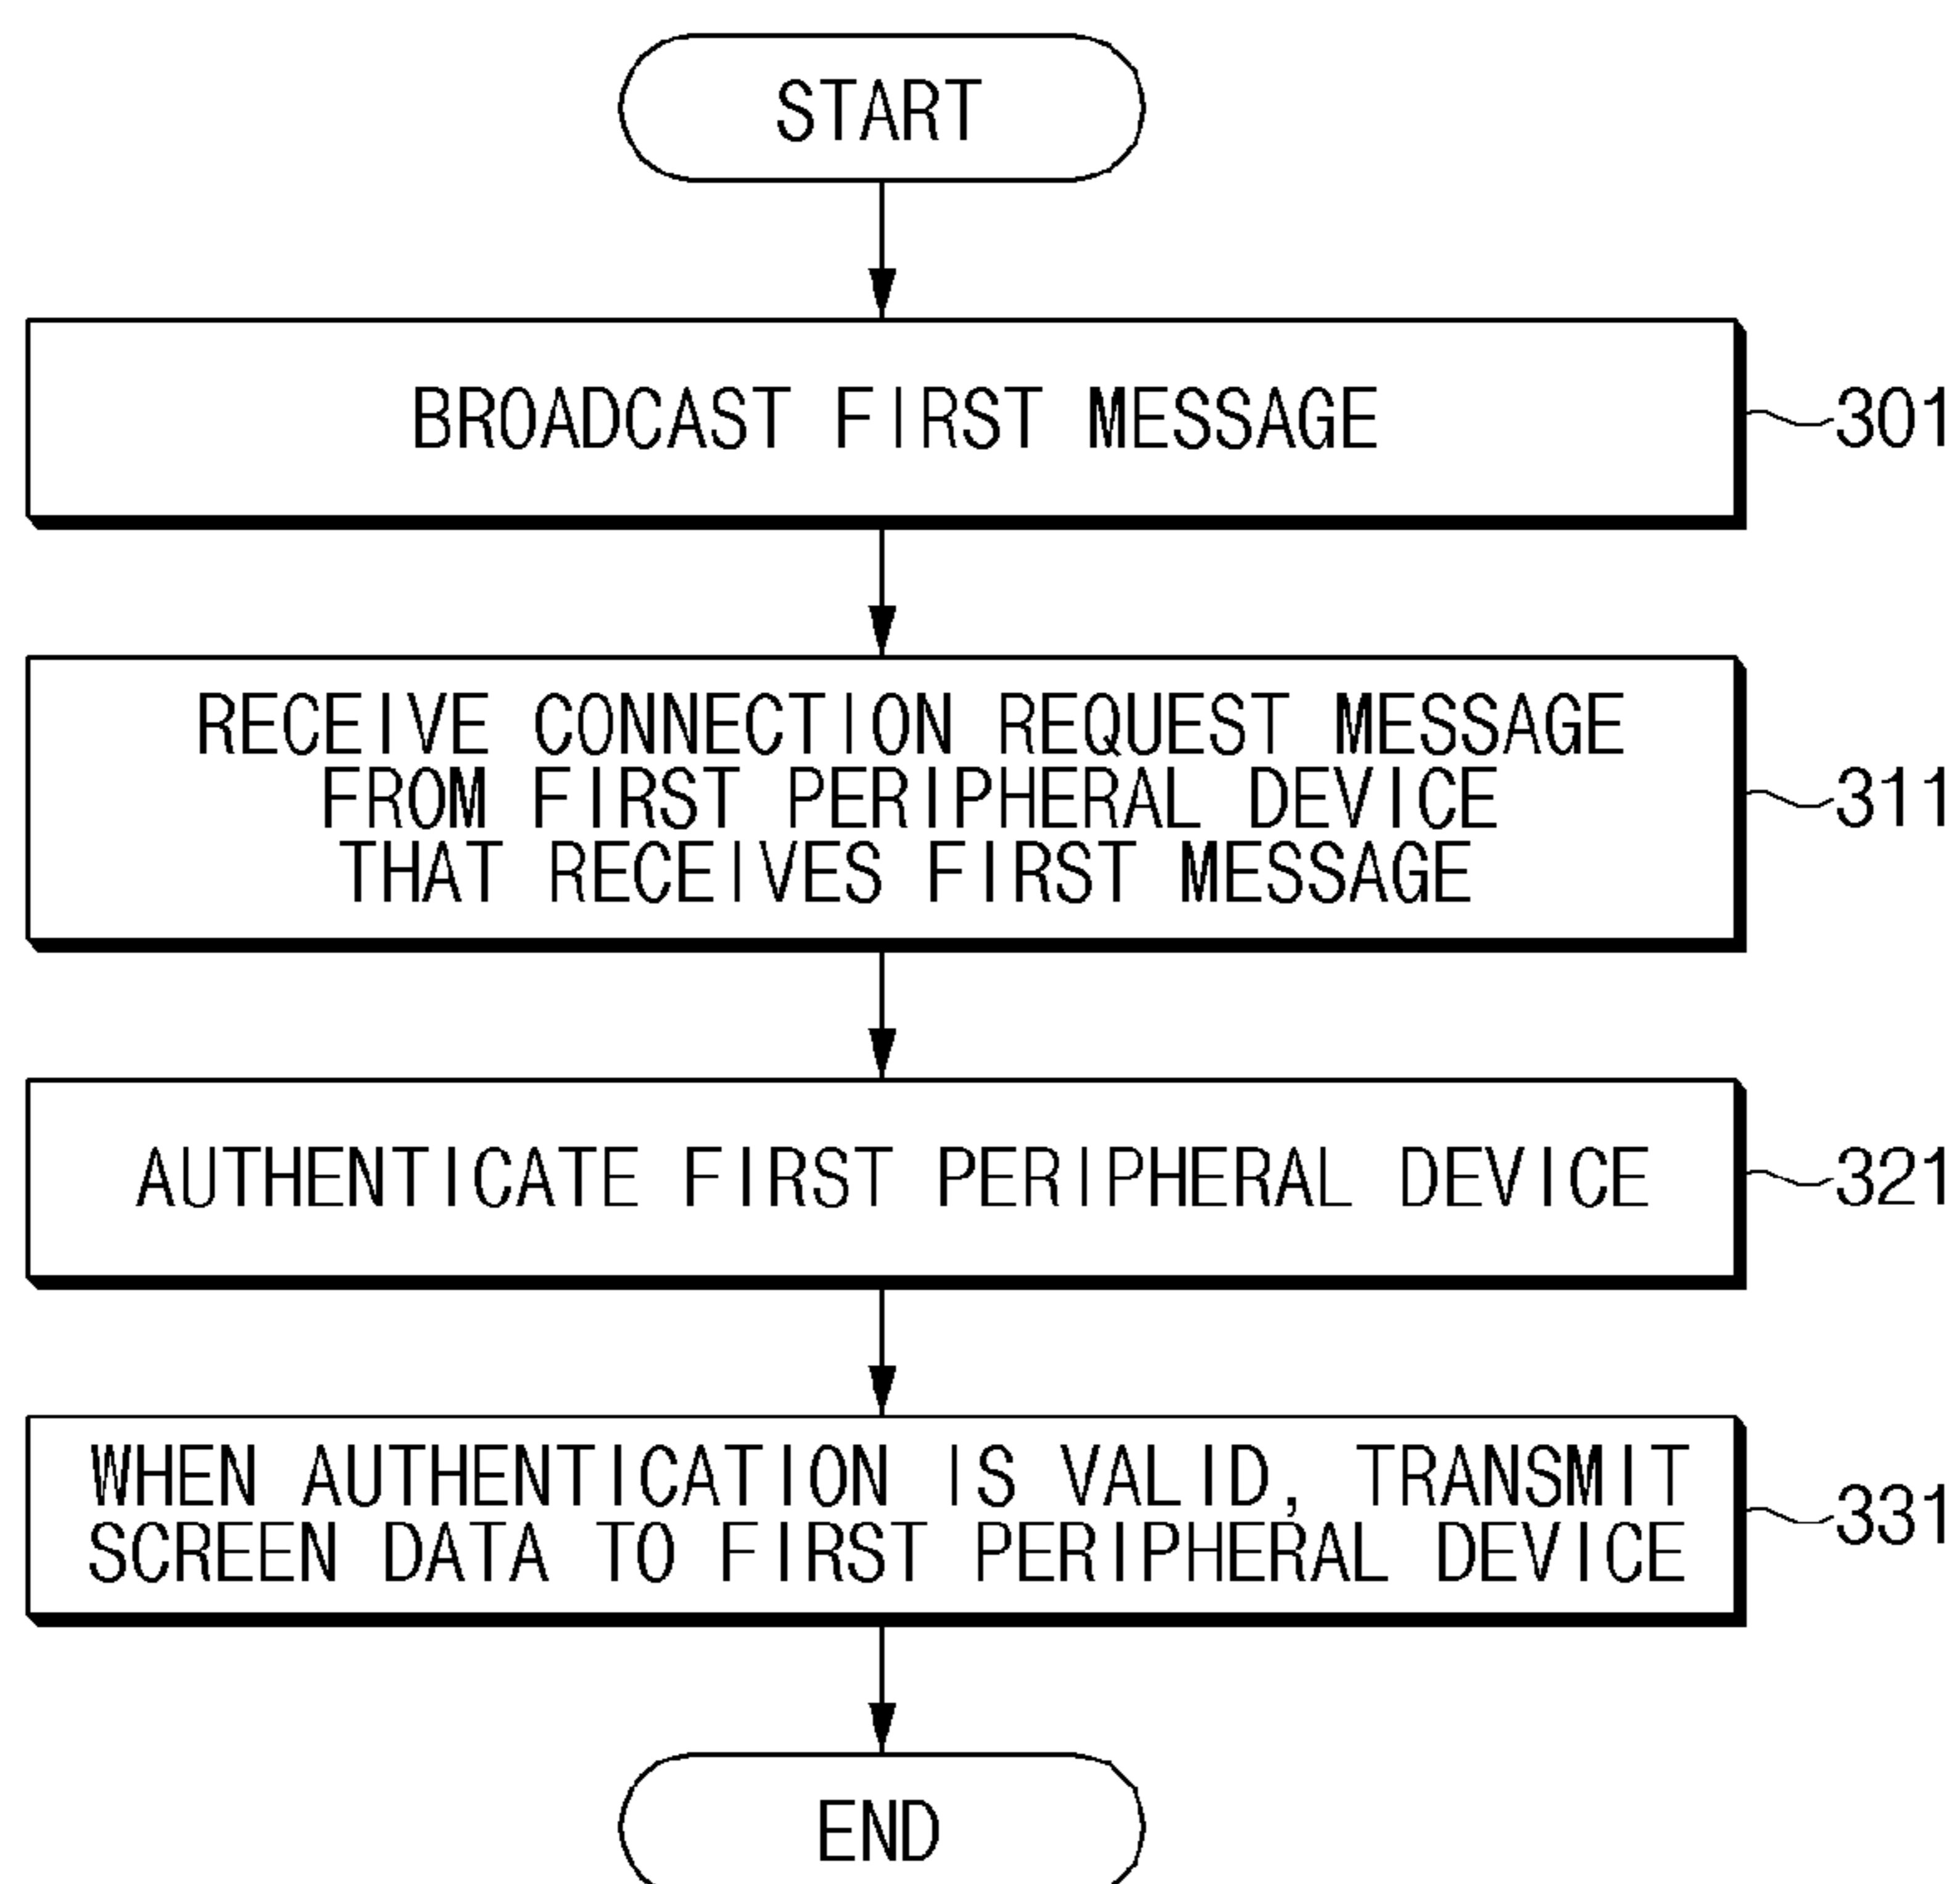 START
BROADCAST FIRST MESSAGE
301
RECEIVE CONNECTION REQUEST MESSAGE
FROM FIRST PERIPHERAL DEVICE
THAT RECEIVES FIRST MESSAGE
311
AUTHENTICATE FIRST PERIPHERAL DEVICE
321
WHEN AUTHENTICATION IS VALID, TRANSMIT
SCREEN DATA TO FIRST PERIPHERAL DEVICE
331
END